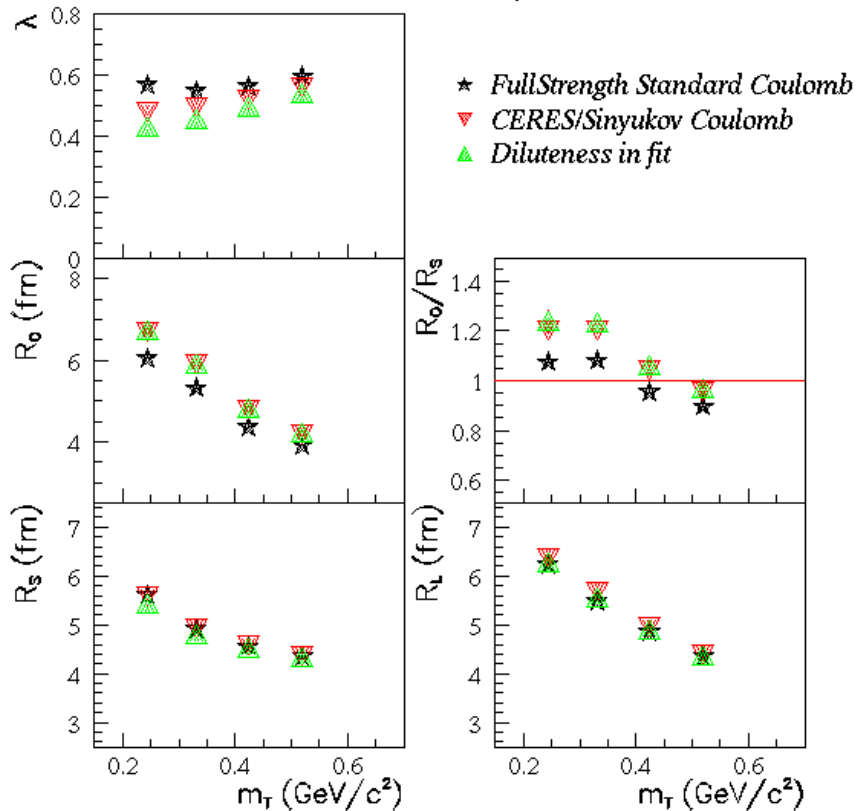 λ
0.8
0.6
0.4
0.2
0
FullStrength Standard Coulomb
CERES/Sinyukov Coulomb
Diluteness in fit
R_O (fm)
8
6
4
R_O/R_S
1.4
1.2
1
0.8
0.6
R_S (fm)
7
6
5
4
3
0.2 0.4 0.6
m_T (GeV/c²)
R_L (fm)
7
6
5
4
3
0.2 0.4 0.6
m_T (GeV/c²)